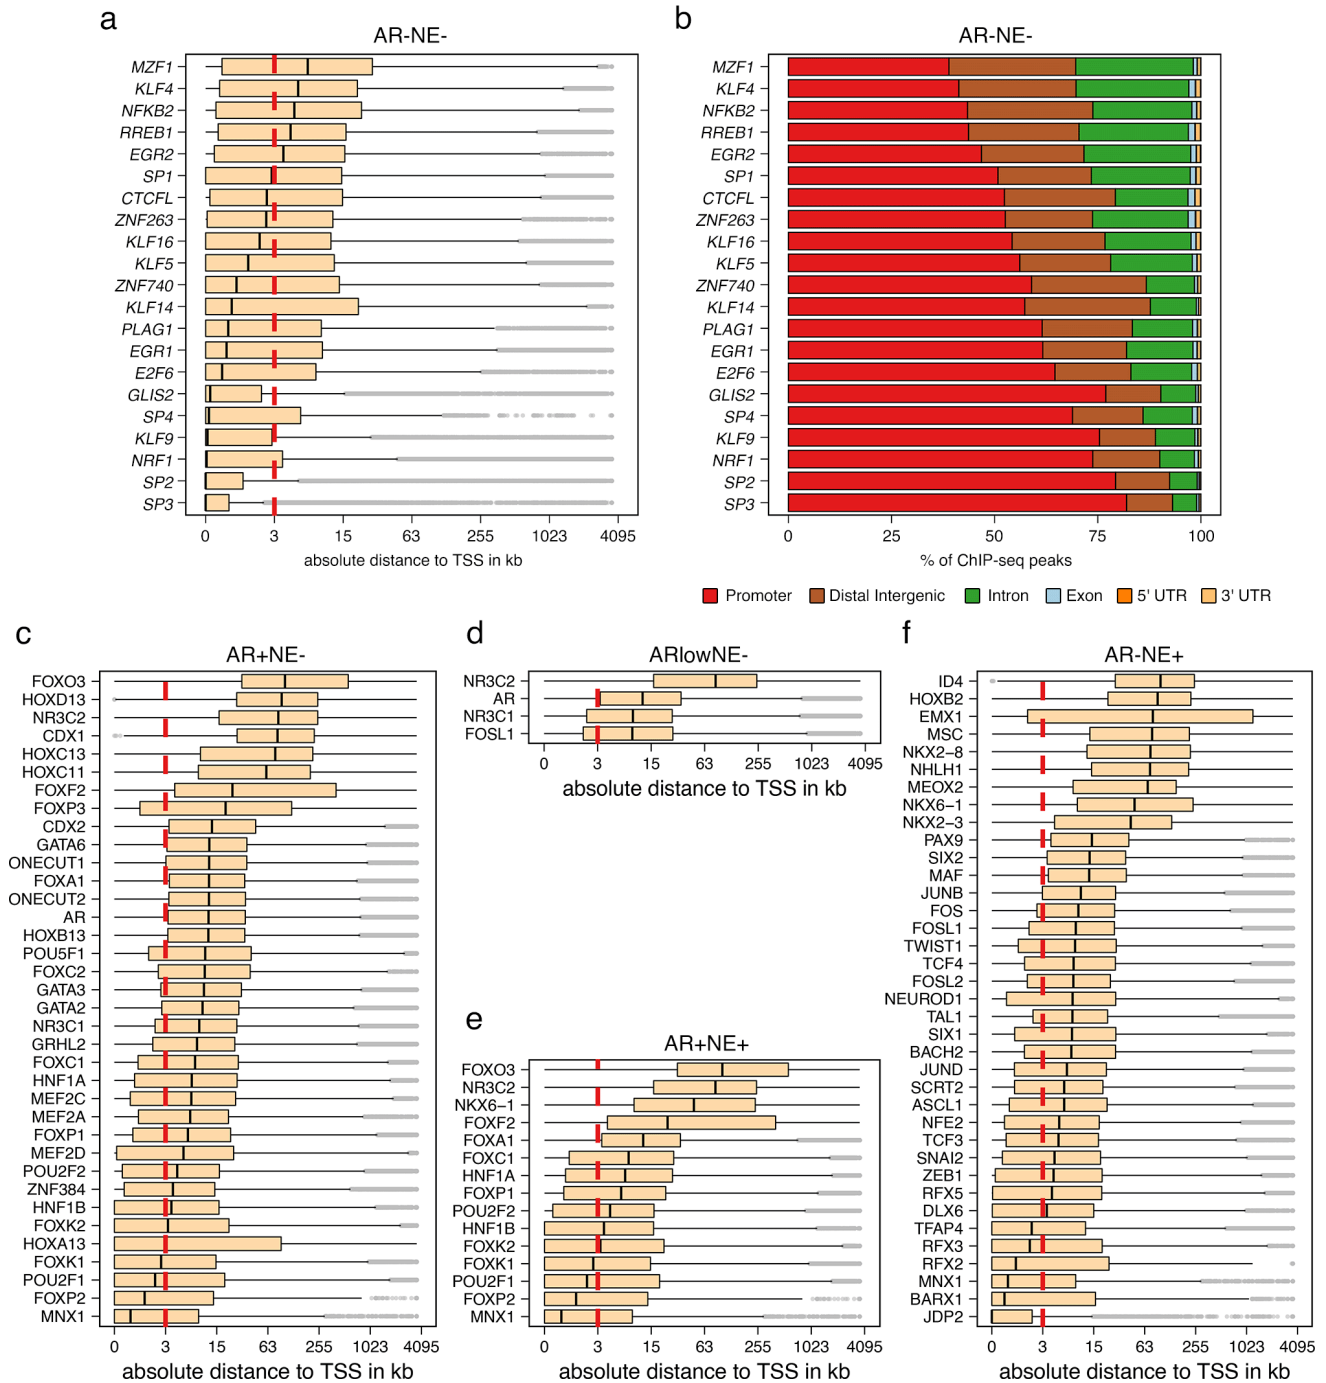 a
AR-NE-
MZF1
KLF4
NFKB2
RREB1
EGR2
SP1
CTCFL
ZNF263
KLF16
KLF5
ZNF740
KLF14
PLAG1
EGR1
E2F6
GLIS2
SP4
KLF9
NRF1
SP2
SP3
0 3 15 63 255 1023 4095
absolute distance to TSS in kb
b
AR-NE-
MZF1
KLF4
NFKB2
RREB1
EGR2
SP1
CTCFL
ZNF263
KLF16
KLF5
ZNF740
KLF14
PLAG1
EGR1
E2F6
GLIS2
SP4
KLF9
NRF1
SP2
SP3
0 25 50 75 100
% of ChIP-seq peaks
Promoter Distal Intergenic Intron Exon 5' UTR 3' UTR
c
AR+NE-
FOXO3
HOXD13
NR3C2
CDX1
HOXC13
HOXC11
FOXF2
FOXP3
CDX2
GATA6
ONECUT1
FOXA1
ONECUT2
AR
HOXB13
POU5F1
FOXC2
GATA3
GATA2
NR3C1
GRHL2
FOXC1
HNF1A
MEF2C
MEF2A
FOXP1
MEF2D
POU2F2
ZNF384
HNF1B
FOXK2
HOXA13
FOXK1
POU2F1
FOXP2
MNX1
0 3 15 63 255 1023 4095
absolute distance to TSS in kb
d
ARlowNE-
NR3C2
AR
NR3C1
FOSL1
0 3 15 63 255 1023 4095
absolute distance to TSS in kb
e
AR+NE+
FOXO3
NR3C2
NKX6-1
FOXF2
FOXA1
FOXC1
HNF1A
FOXP1
POU2F2
HNF1B
FOXK2
FOXK1
POU2F1
FOXP2
MNX1
0 3 15 63 255 1023 4095
absolute distance to TSS in kb
f
AR-NE+
ID4
HOXB2
EMX1
MSC
NKX2-8
NHLH1
MEOX2
NKX6-1
NKX2-3
PAX9
SIX2
MAF
JUNB
FOS
FOSL1
TWIST1
TCF4
FOSL2
NEUROD1
TAL1
SIX1
BACH2
JUND
SCRT2
ASCL1
NFE2
TCF3
SNAI2
ZEB1
RFX5
DLX6
TFAP4
RFX3
RFX2
MNX1
BARX1
JDP2
0 3 15 63 255 1023 4095
absolute distance to TSS in kb